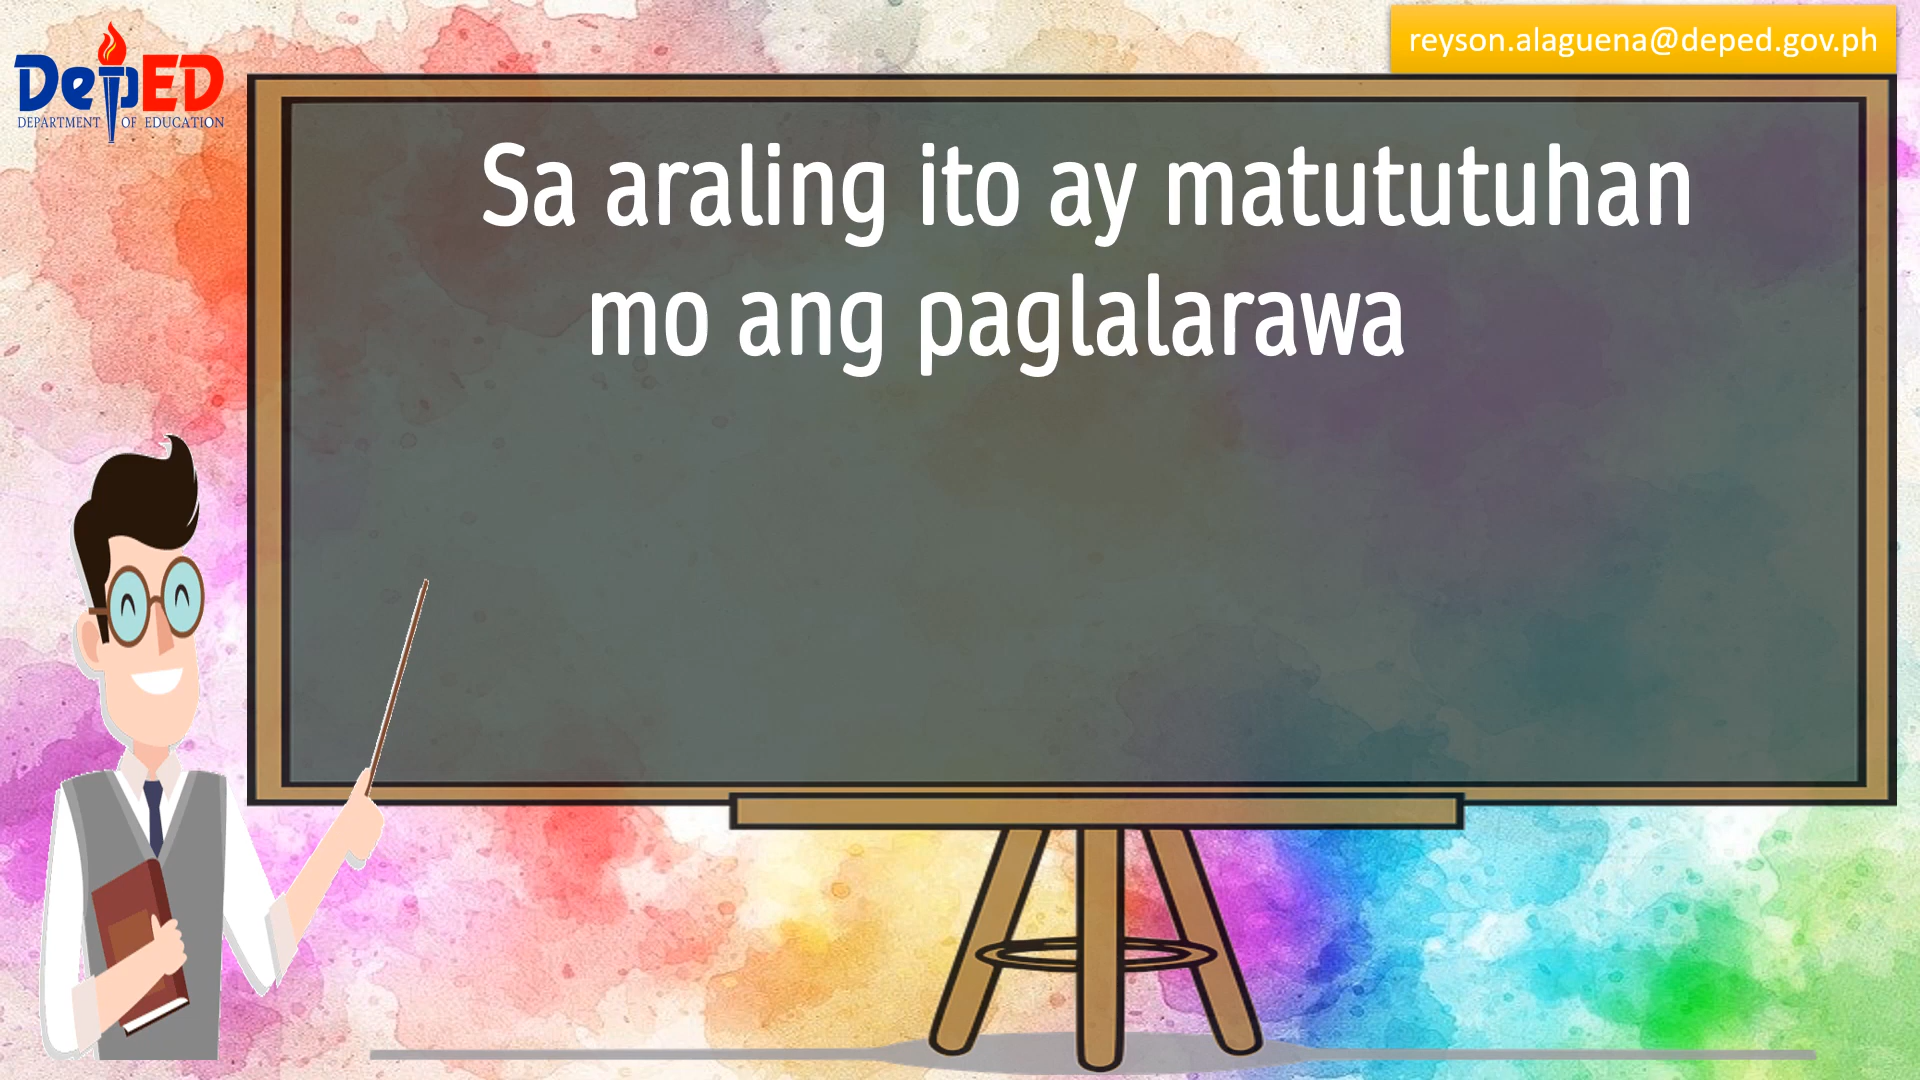 DepED
DEPARTMENT OF EDUCATION
reyson.alaguena@deped.gov.ph
Sa araling ito ay matututuhan
mo ang paglalarawa